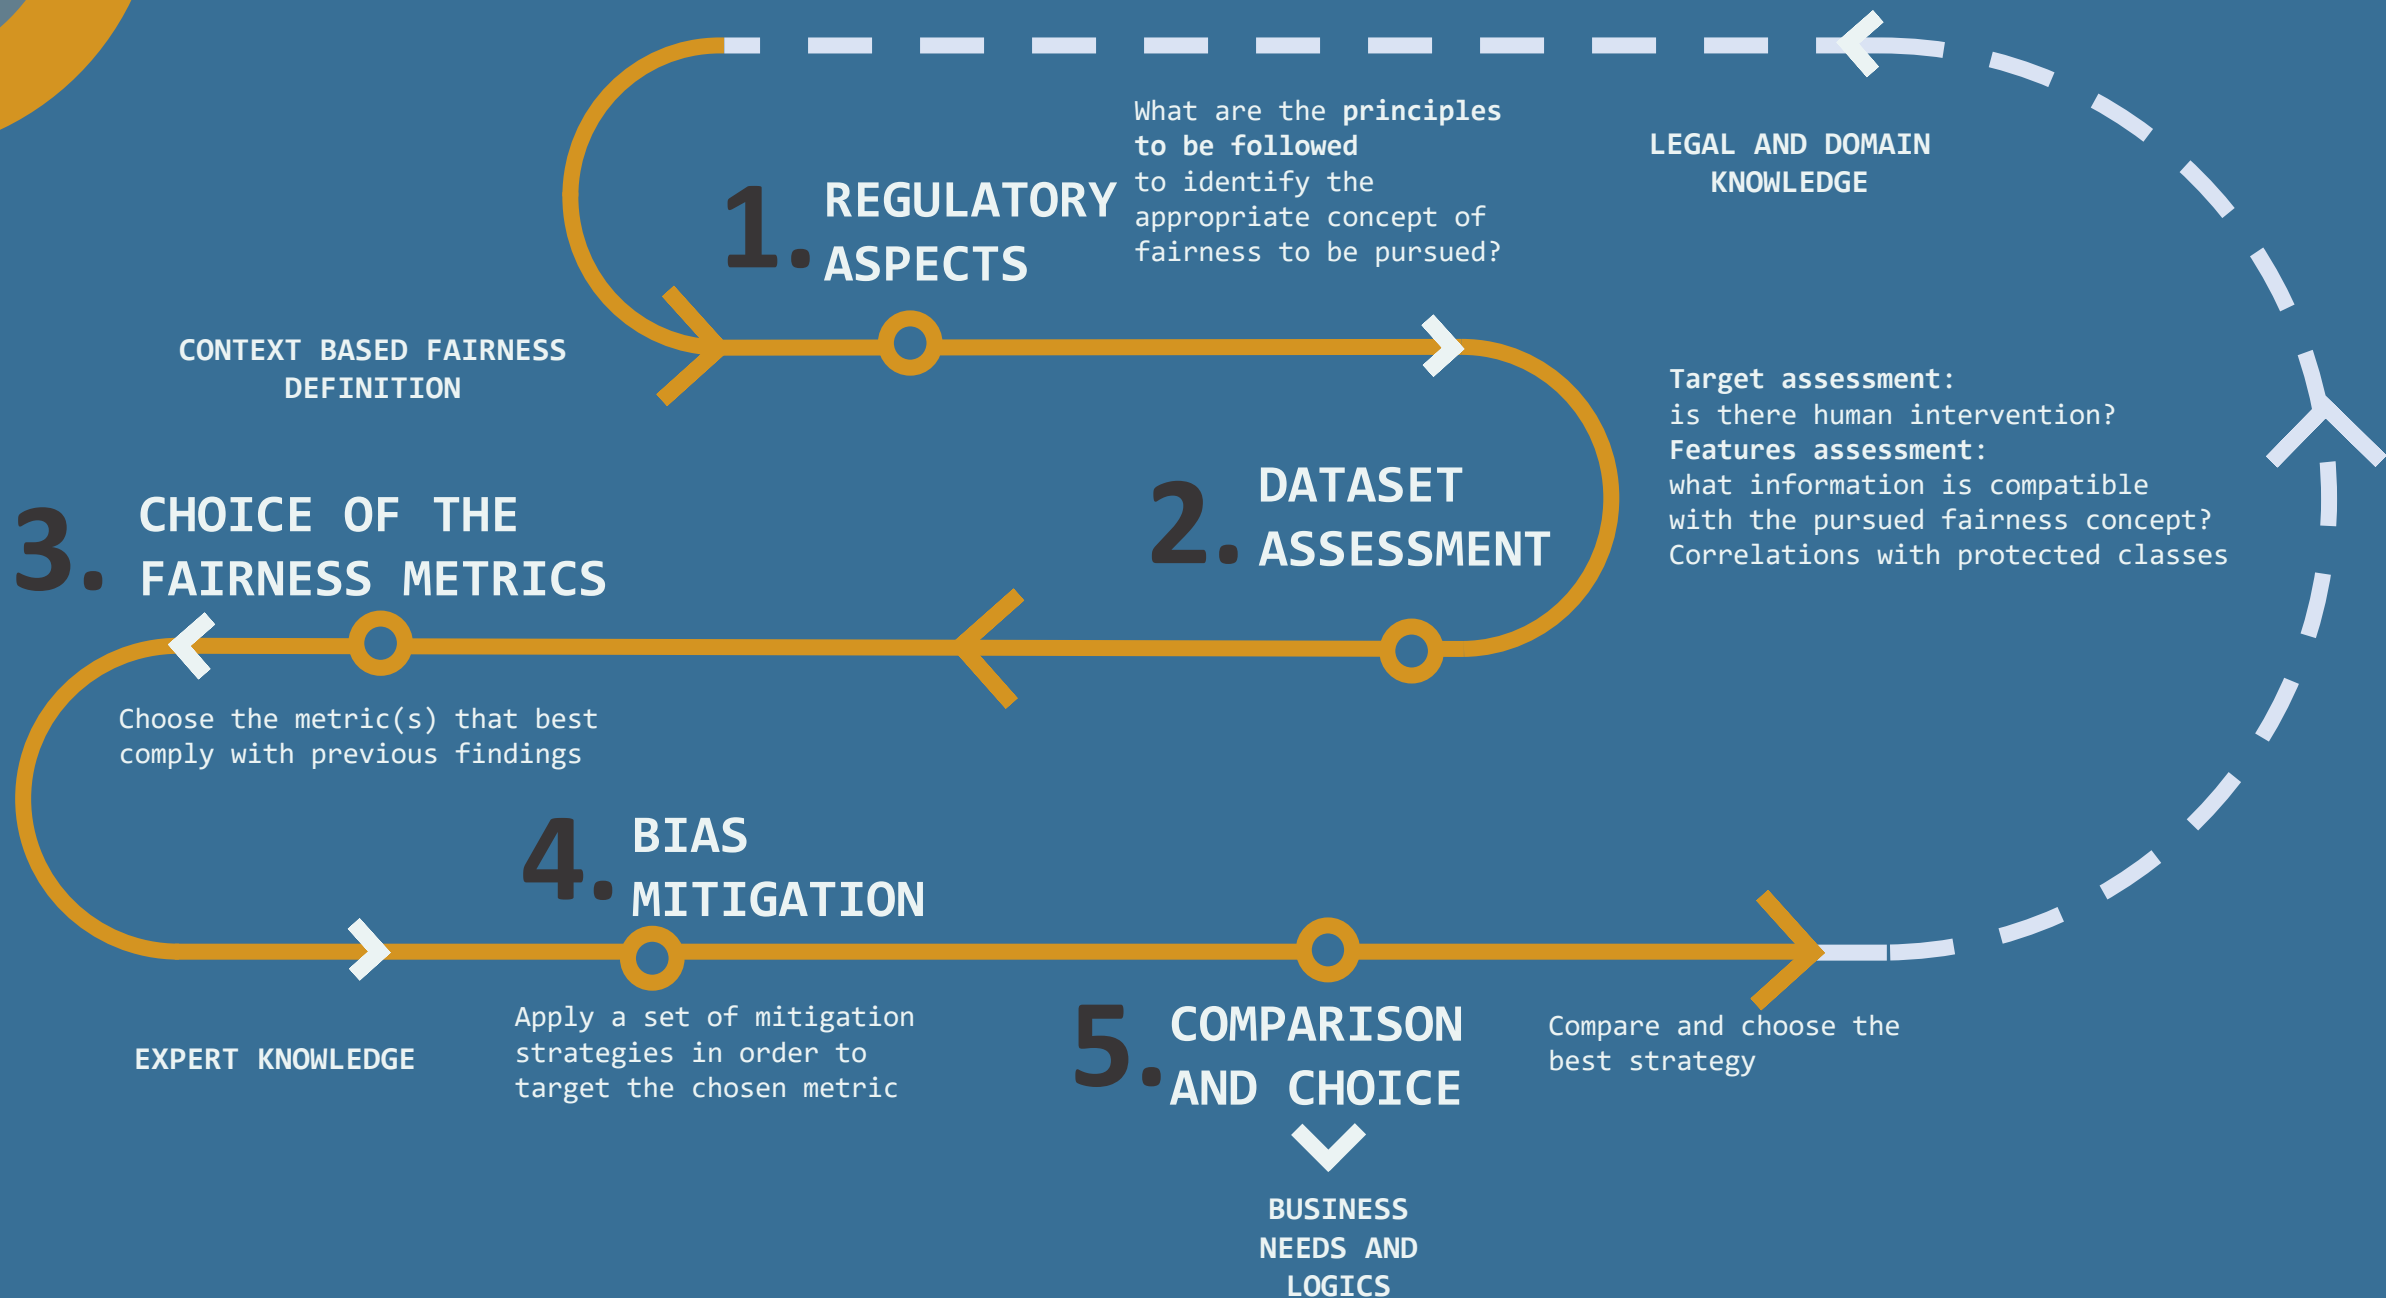 What are the principles
to be followed
to identify the
appropriate concept of
fairness to be pursued?
LEGAL AND DOMAIN
KNOWLEDGE
1. REGULATORY
ASPECTS
CONTEXT BASED FAIRNESS
DEFINITION
Target assessment:
is there human intervention?
Features assessment:
what information is compatible
with the pursued fairness concept?
Correlations with protected classes
2. DATASET
ASSESSMENT
3. CHOICE OF THE
FAIRNESS METRICS
Choose the metric(s) that best
comply with previous findings
4. BIAS
MITIGATION
EXPERT KNOWLEDGE
Apply a set of mitigation
strategies in order to
target the chosen metric
5. COMPARISON
AND CHOICE
Compare and choose the
best strategy
BUSINESS
NEEDS AND
LOGICS